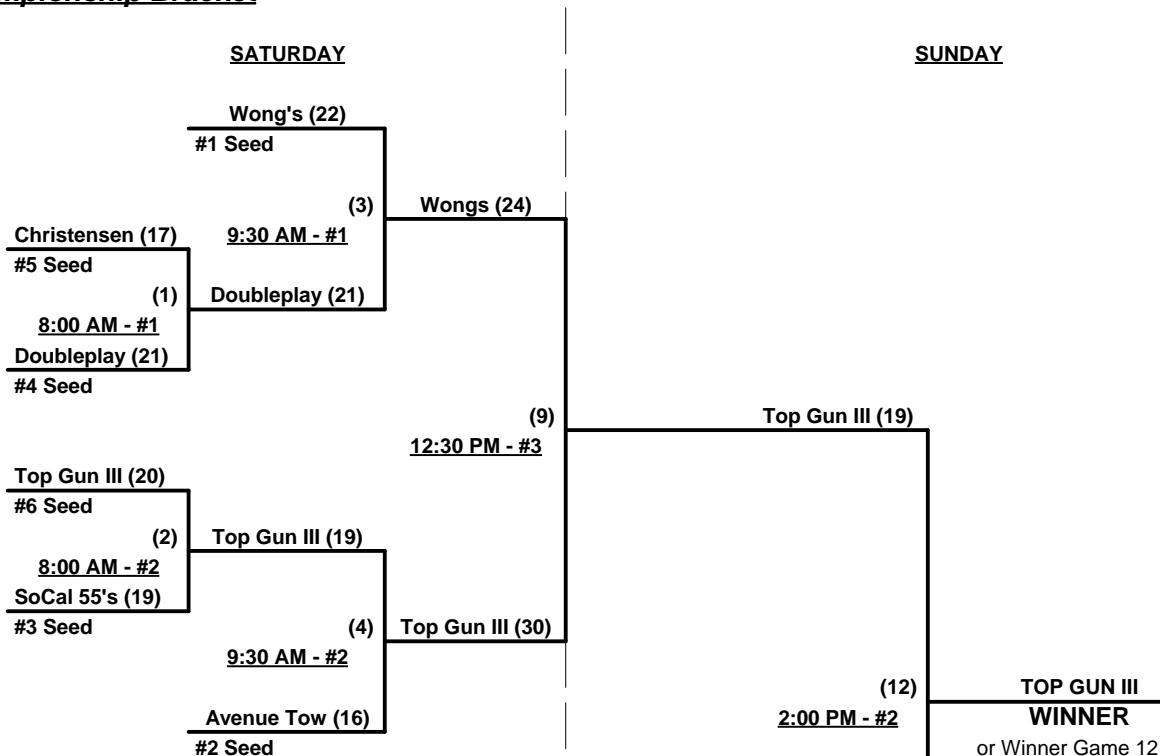 SATURDAY
SUNDAY
Wong's (22)
#1 Seed
(3)
Wongs (24)
Christensen (17)
9:30 AM - #1
#5 Seed
(1)
Doubleplay (21)
8:00 AM - #1
Doubleplay (21)
#4 Seed
(9)
Top Gun III (19)
12:30 PM - #3
Top Gun III (20)
#6 Seed
(2)
Top Gun III (19)
8:00 AM - #2
SoCal 55's (19)
#3 Seed
(4)
Top Gun III (30)
9:30 AM - #2
(12)
TOP GUN III
Avenue Tow (16)
2:00 PM - #2
WINNER
#2 Seed
or Winner Game 12